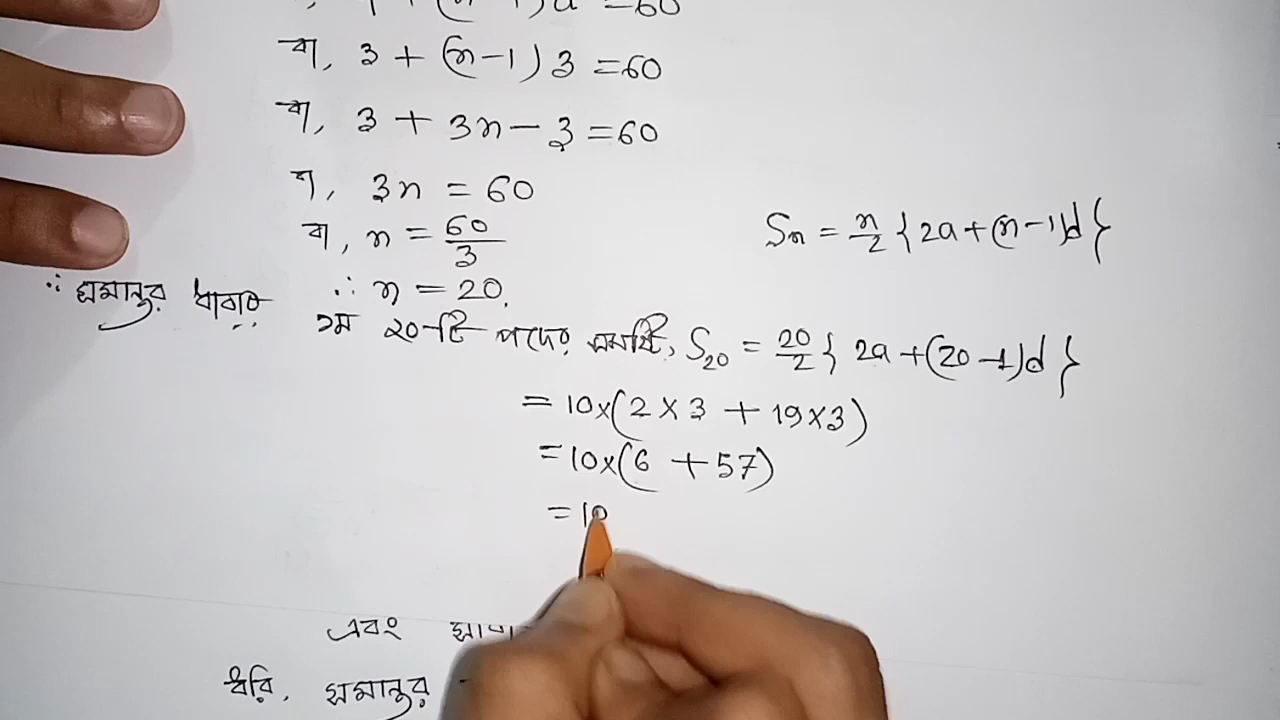 বা, 3 + (n-1) 3 = 60
বা, 3 + 3n - 3 = 60
বা, 3n = 60
বা, n = 60/3
Sn = n/2 { 2a + (n-1)d }
∴ n = 20.
∴ সমান্তর ধারার ১ম ২০টি পদের সমষ্টি, S20 = 20/2 { 2a + (20-1)d }
= 10×(2×3 + 19×3)
= 10×(6 + 57)
= 10
এবং
ধরি, সমান্তর